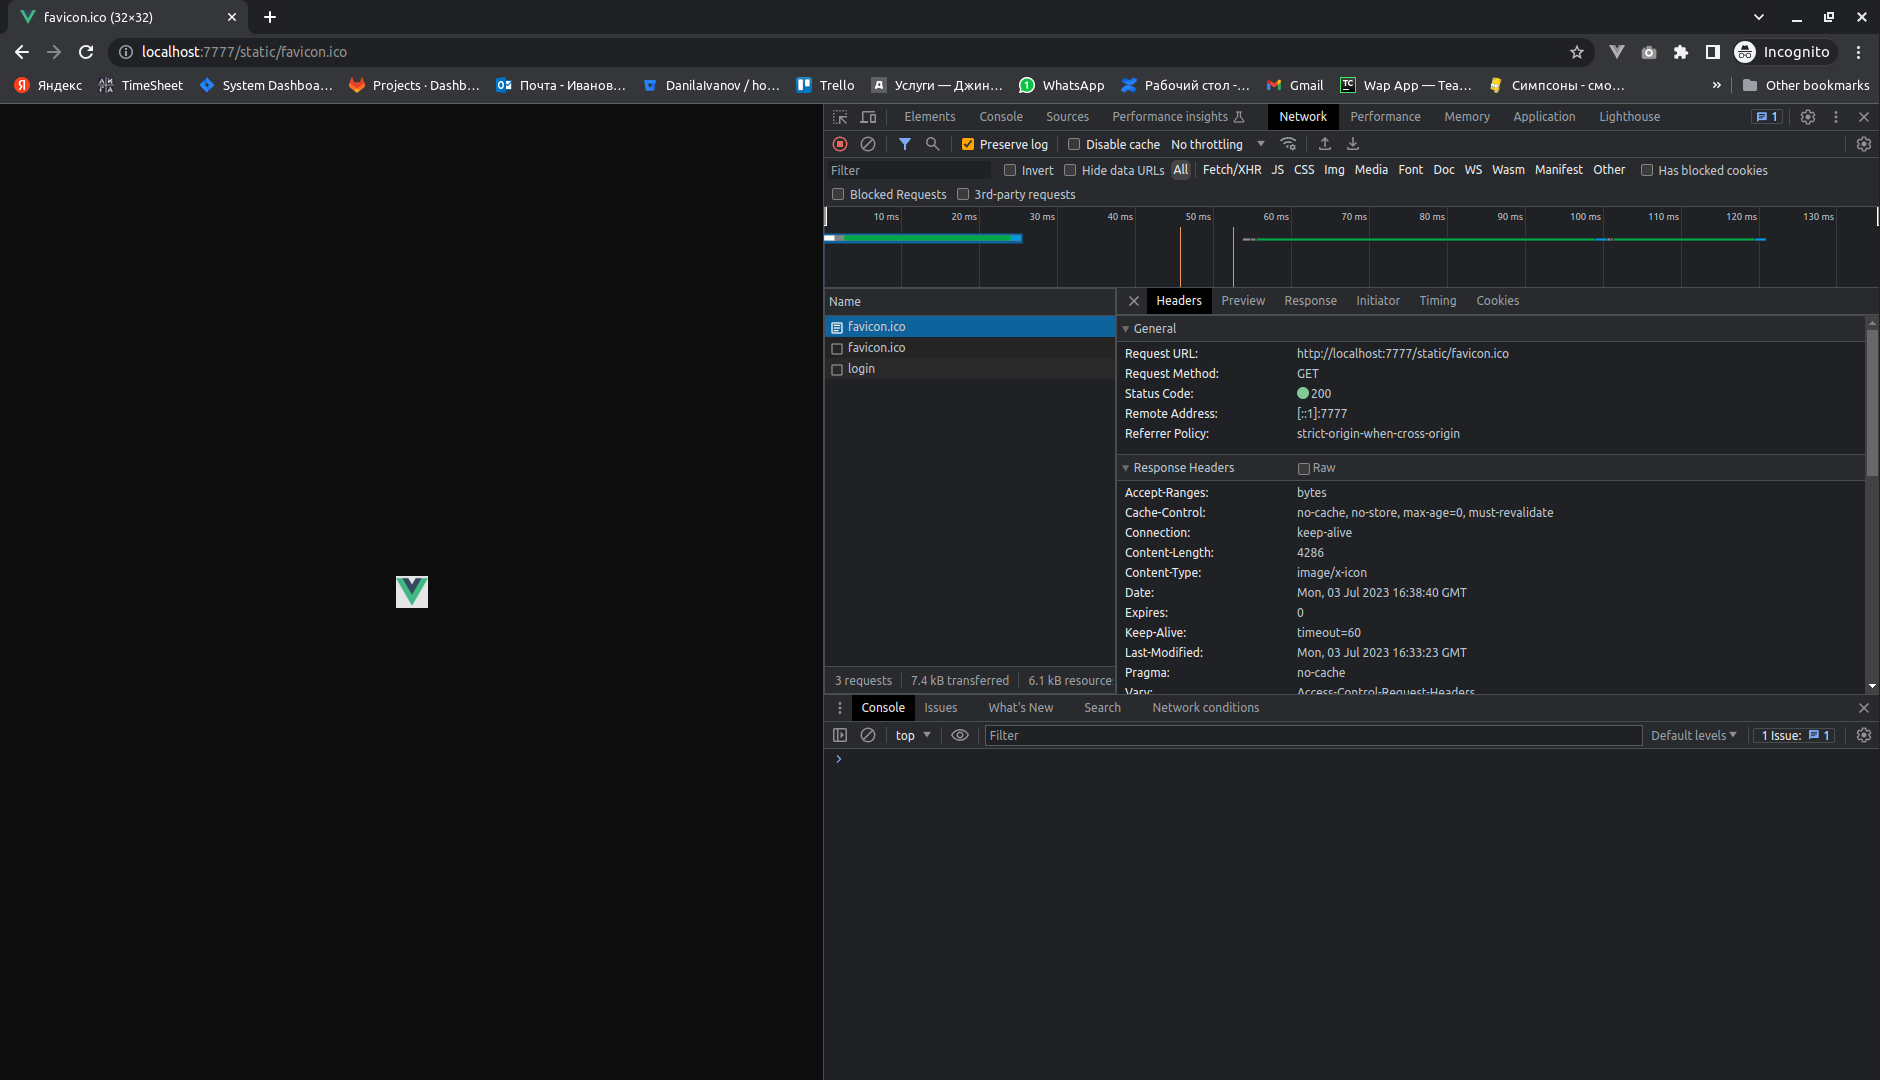 favicon.ico (32×32)
localhost:7777/static/favicon.ico
Incognito
Яндекс
TimeSheet
System Dashboa...
Projects · Dashb...
Почта - Иванов...
DanilaIvanov / ho...
Trello
Услуги — Джин...
WhatsApp
Рабочий стол -...
Gmail
Wap App — Tea...
Симпсоны - смо...
»
Other bookmarks
Elements Console Sources Performance insights Network Performance Memory Application Lighthouse 1
Preserve log Disable cache No throttling
Filter Invert Hide data URLs All Fetch/XHR JS CSS Img Media Font Doc WS Wasm Manifest Other Has blocked cookies
Blocked Requests 3rd-party requests
10 ms 20 ms 30 ms 40 ms 50 ms 60 ms 70 ms 80 ms 90 ms 100 ms 110 ms 120 ms 130 ms
Name
favicon.ico
favicon.ico
login
3 requests 7.4 kB transferred 6.1 kB resource
Headers Preview Response Initiator Timing Cookies
General
Request URL: http://localhost:7777/static/favicon.ico
Request Method: GET
Status Code: 200
Remote Address: [::1]:7777
Referrer Policy: strict-origin-when-cross-origin
Response Headers Raw
Accept-Ranges: bytes
Cache-Control: no-cache, no-store, max-age=0, must-revalidate
Connection: keep-alive
Content-Length: 4286
Content-Type: image/x-icon
Date: Mon, 03 Jul 2023 16:38:40 GMT
Expires: 0
Keep-Alive: timeout=60
Last-Modified: Mon, 03 Jul 2023 16:33:23 GMT
Pragma: no-cache
Vary: Access-Control-Request-Headers
Console Issues What's New Search Network conditions
top Filter Default levels 1 Issue: 1